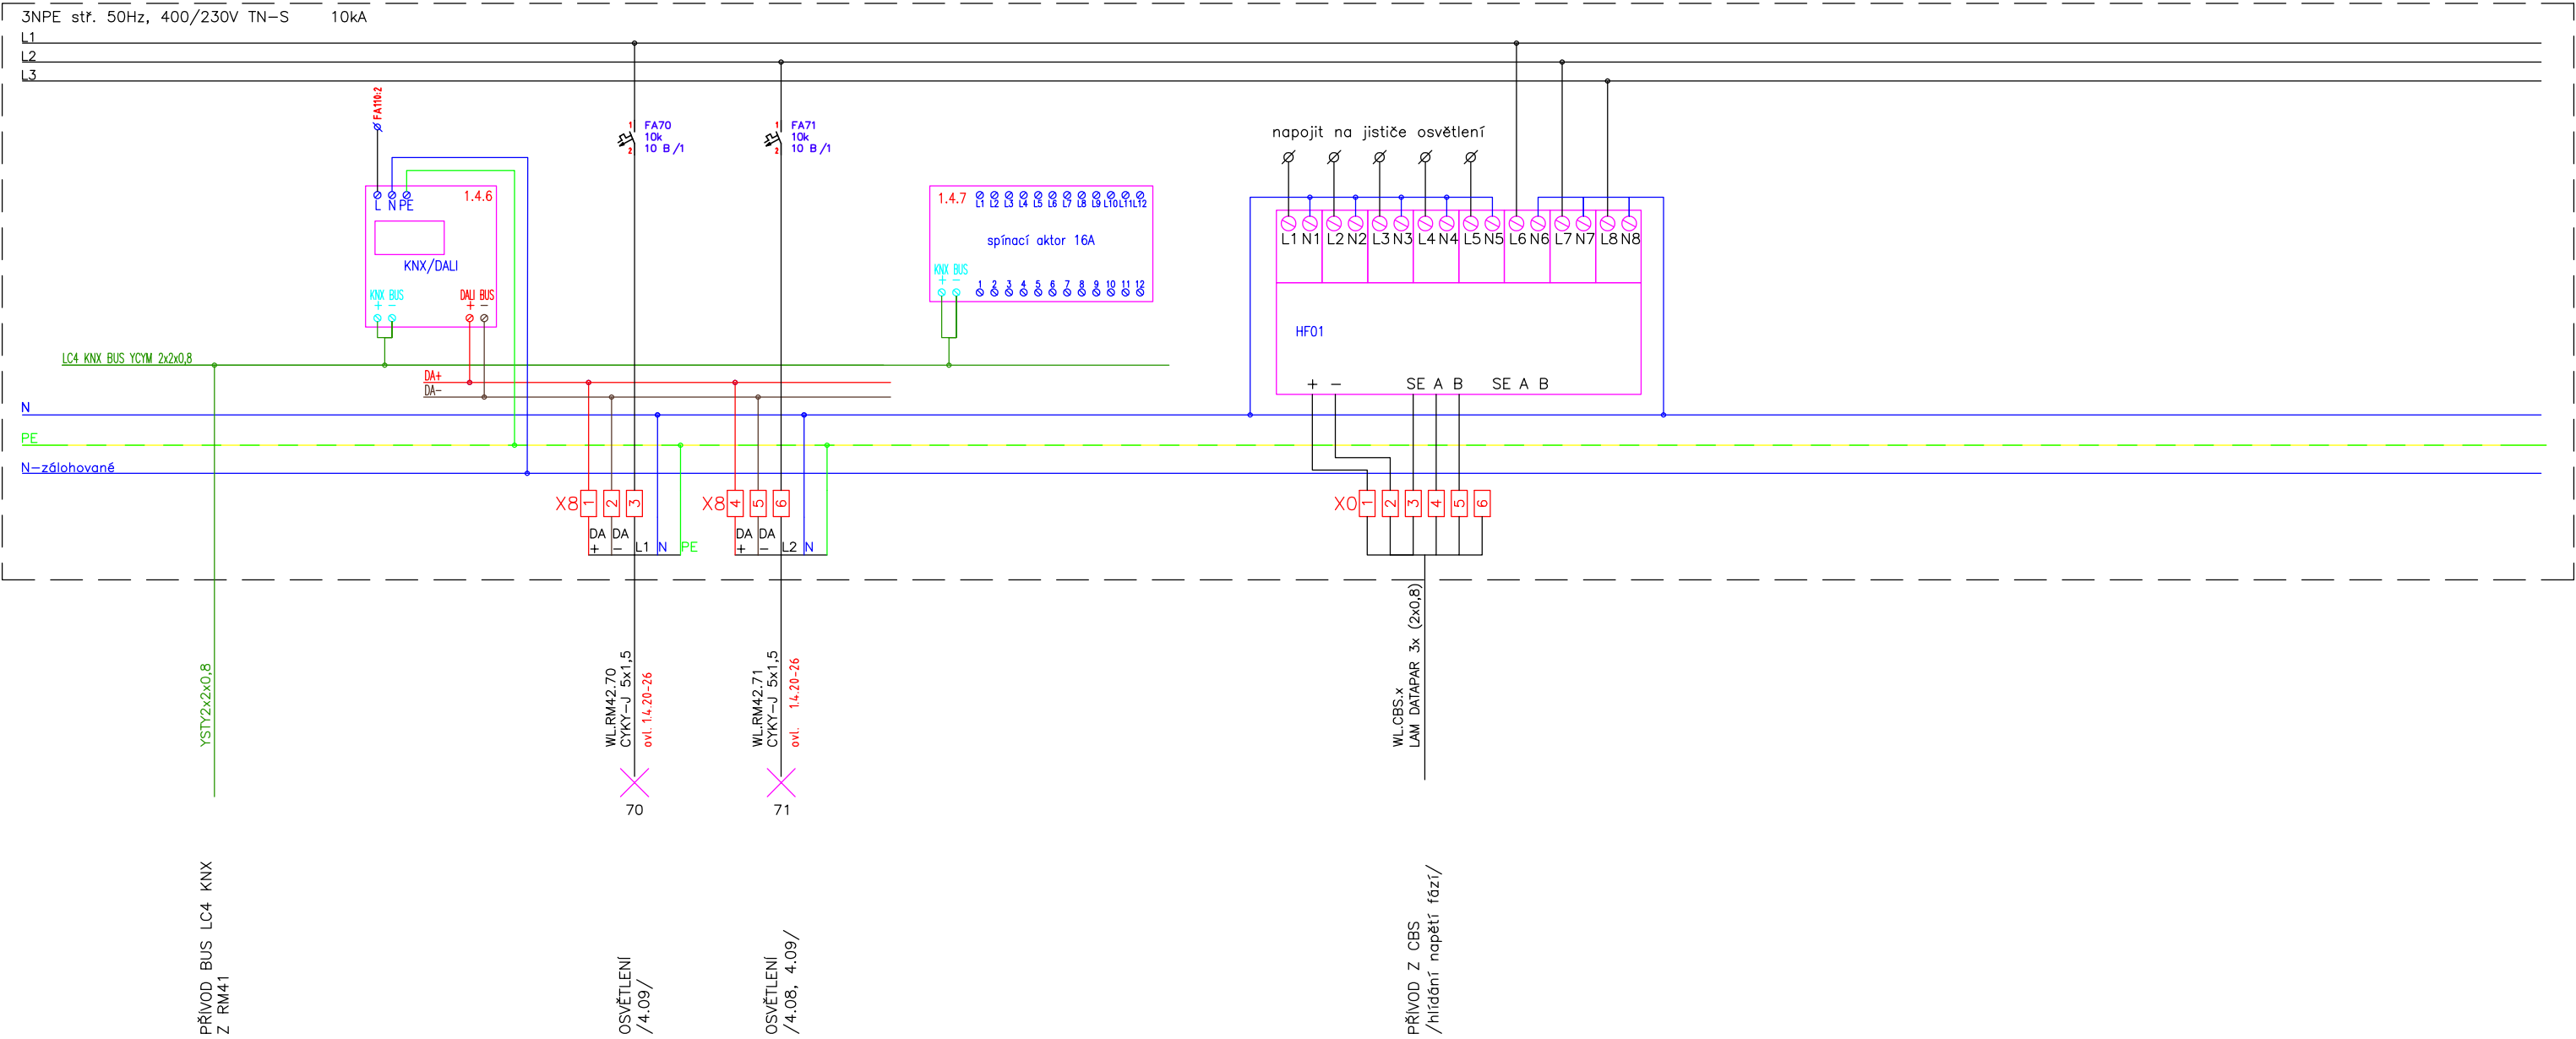 3NPE stř. 50Hz, 400/230V TN-S 10kA
L1
L2
L3
FA110:2
1
2
FA70
10k
10 B/1
1
2
FA71
10k
10 B/1
napojit na jističe osvětlení
L N PE
1.4.6
KNX/DALI
KNX BUS
+ -
DALI BUS
+ -
1.4.7
L1 L2 L3 L4 L5 L6 L7 L8 L9 L10 L11 L12
spínací aktor 16A
KNX BUS
+ -
1 2 3 4 5 6 7 8 9 10 11 12
L1 N1 L2 N2 L3 N3 L4 N4 L5 N5 L6 N6 L7 N7 L8 N8
HF01
+ - SE A B SE A B
LC4 KNX BUS YCYM 2x2x0,8
DA+
DA-
N
PE
N-zálohované
X8 1 2 3
X8 4 5 6
X0 1 2 3 4 5 6
DA DA
+ - L1 N PE
DA DA
+ - L2 N
YSTY2x2x0,8
WL.RM42.70
CYKY-J 5x1,5
ovl. 1.4.20-26
WL.RM42.71
CYKY-J 5x1,5
ovl. 1.4.20-26
WL.CBS.x
LAM DATAPAR 3x (2x0,8)
70
71
PŘÍVOD BUS LC4 KNX
Z RM41
OSVĚTLENÍ
/4.09/
OSVĚTLENÍ
/4.08, 4.09/
PŘÍVOD Z CBS
/hlídání napětí fází/